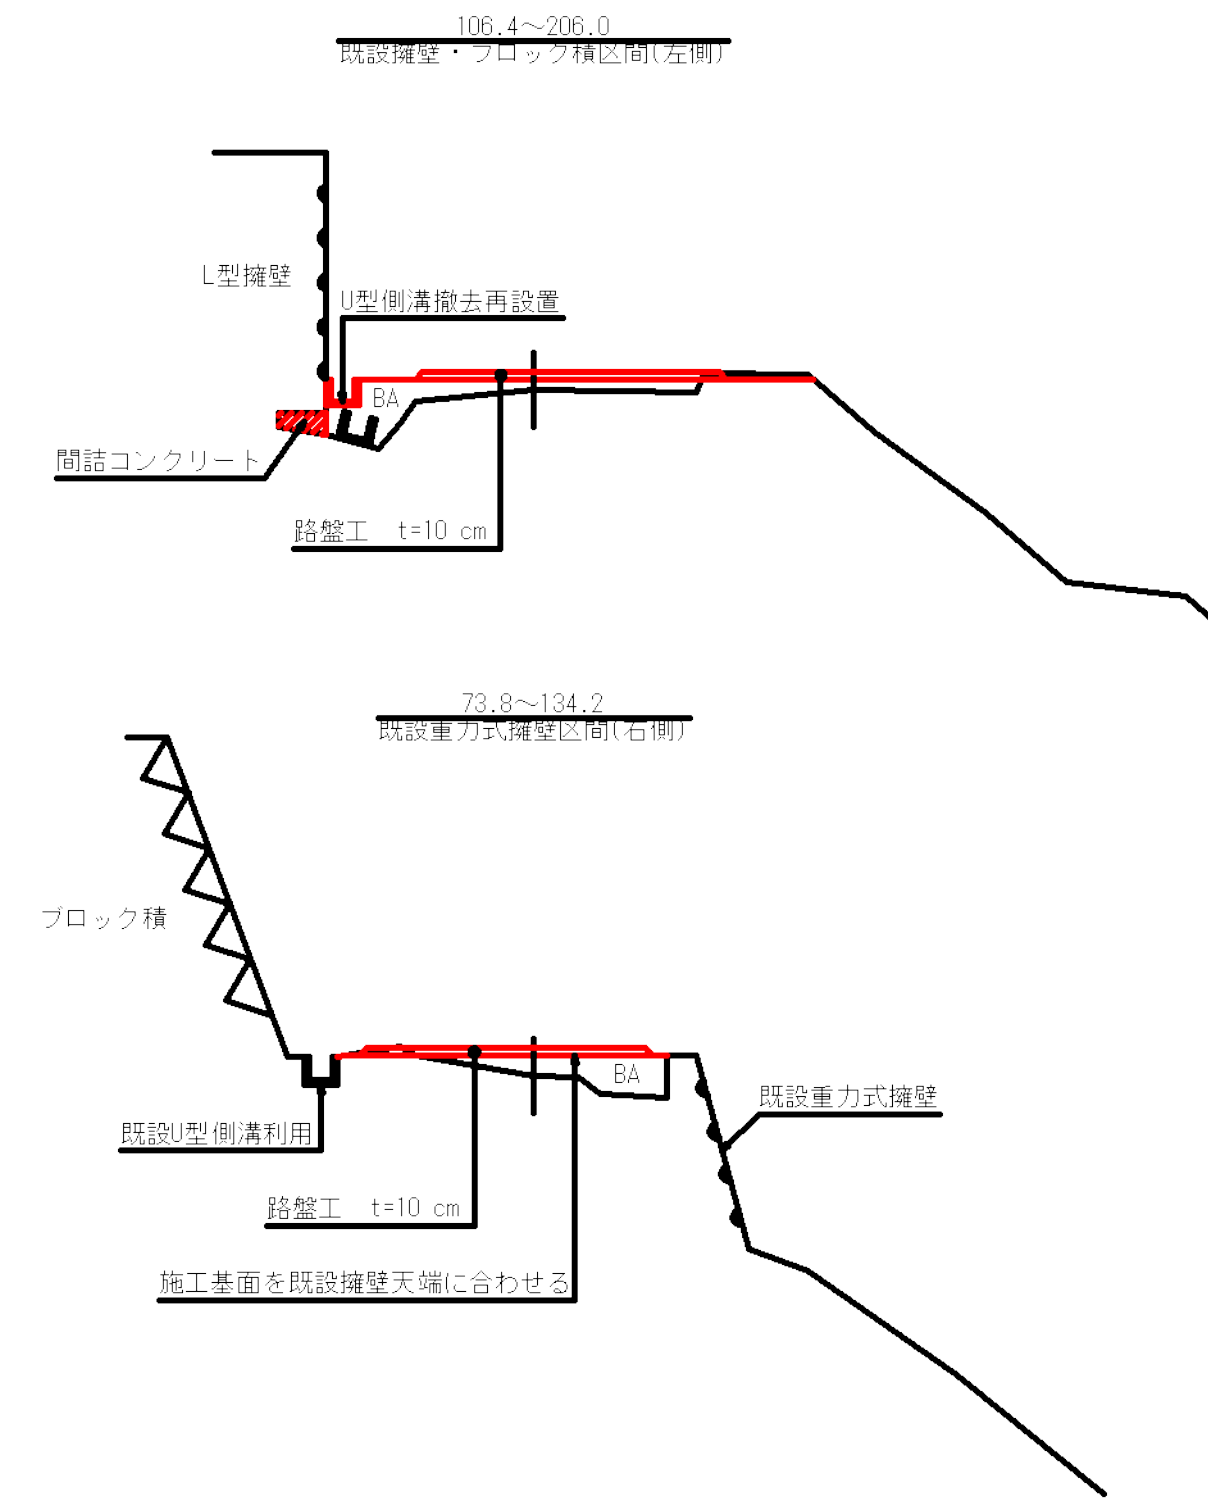 106.4～206.0
既設擁壁・ブロック積区間(左側)
L型擁壁
U型側溝撤去再設置
BA
間詰コンクリート
路盤工 t=10 cm
73.8～134.2
既設重力式擁壁区間(右側)
ブロック積
BA
既設重力式擁壁
既設U型側溝利用
路盤工 t=10 cm
施工基面を既設擁壁天端に合わせる